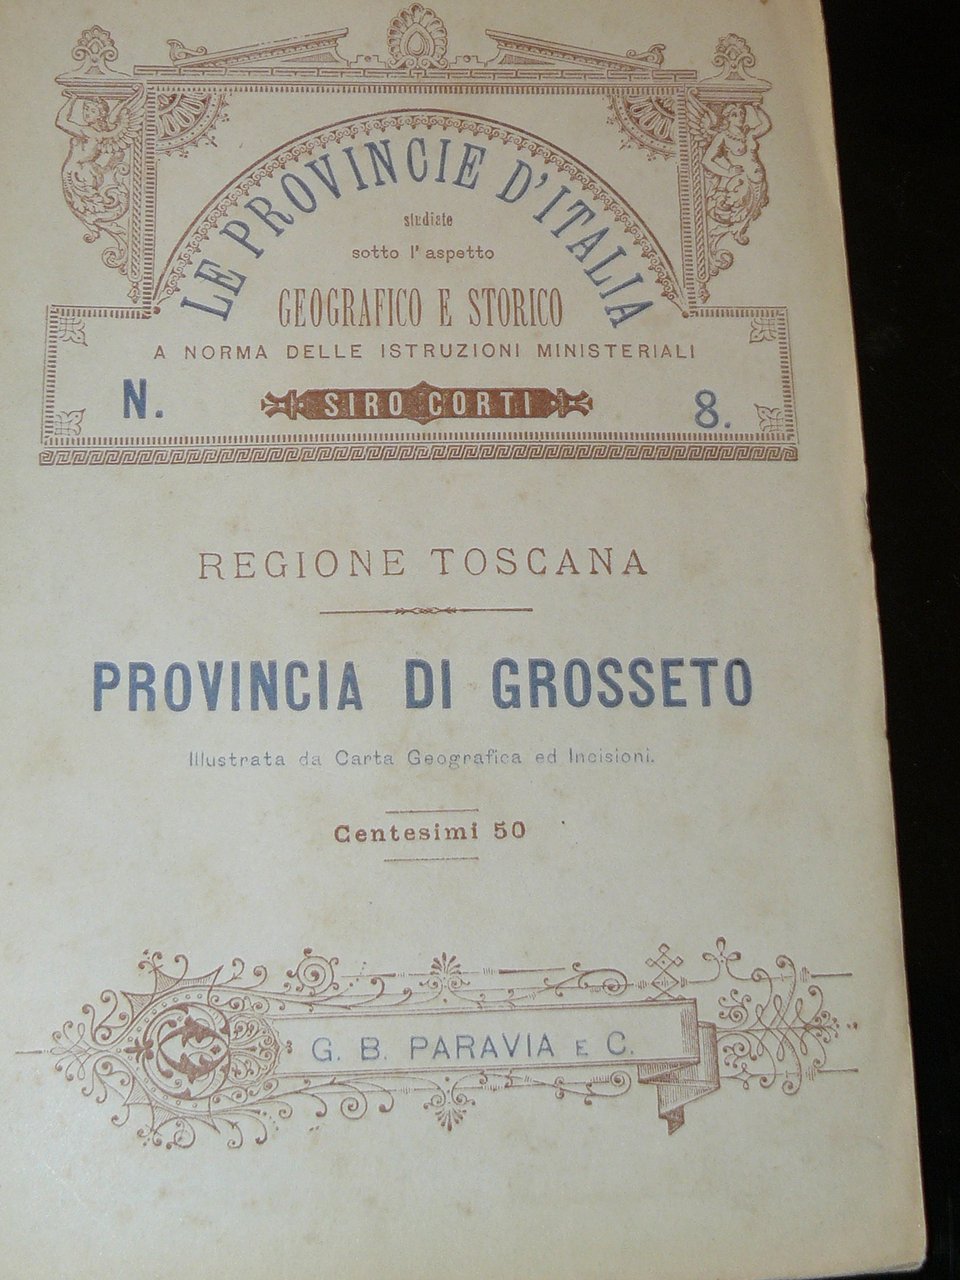 LE PROVINCIE D'ITALIA
studiate
sotto l'aspetto
GEOGRAFICO E STORICO
A NORMA DELLE ISTRUZIONI MINISTERIALI
N. SIRO CORTI 8.
REGIONE TOSCANA
PROVINCIA DI GROSSETO
Illustrata da Carta Geografica ed Incisioni.
Centesimi 50
G. B. PARAVIA E C.